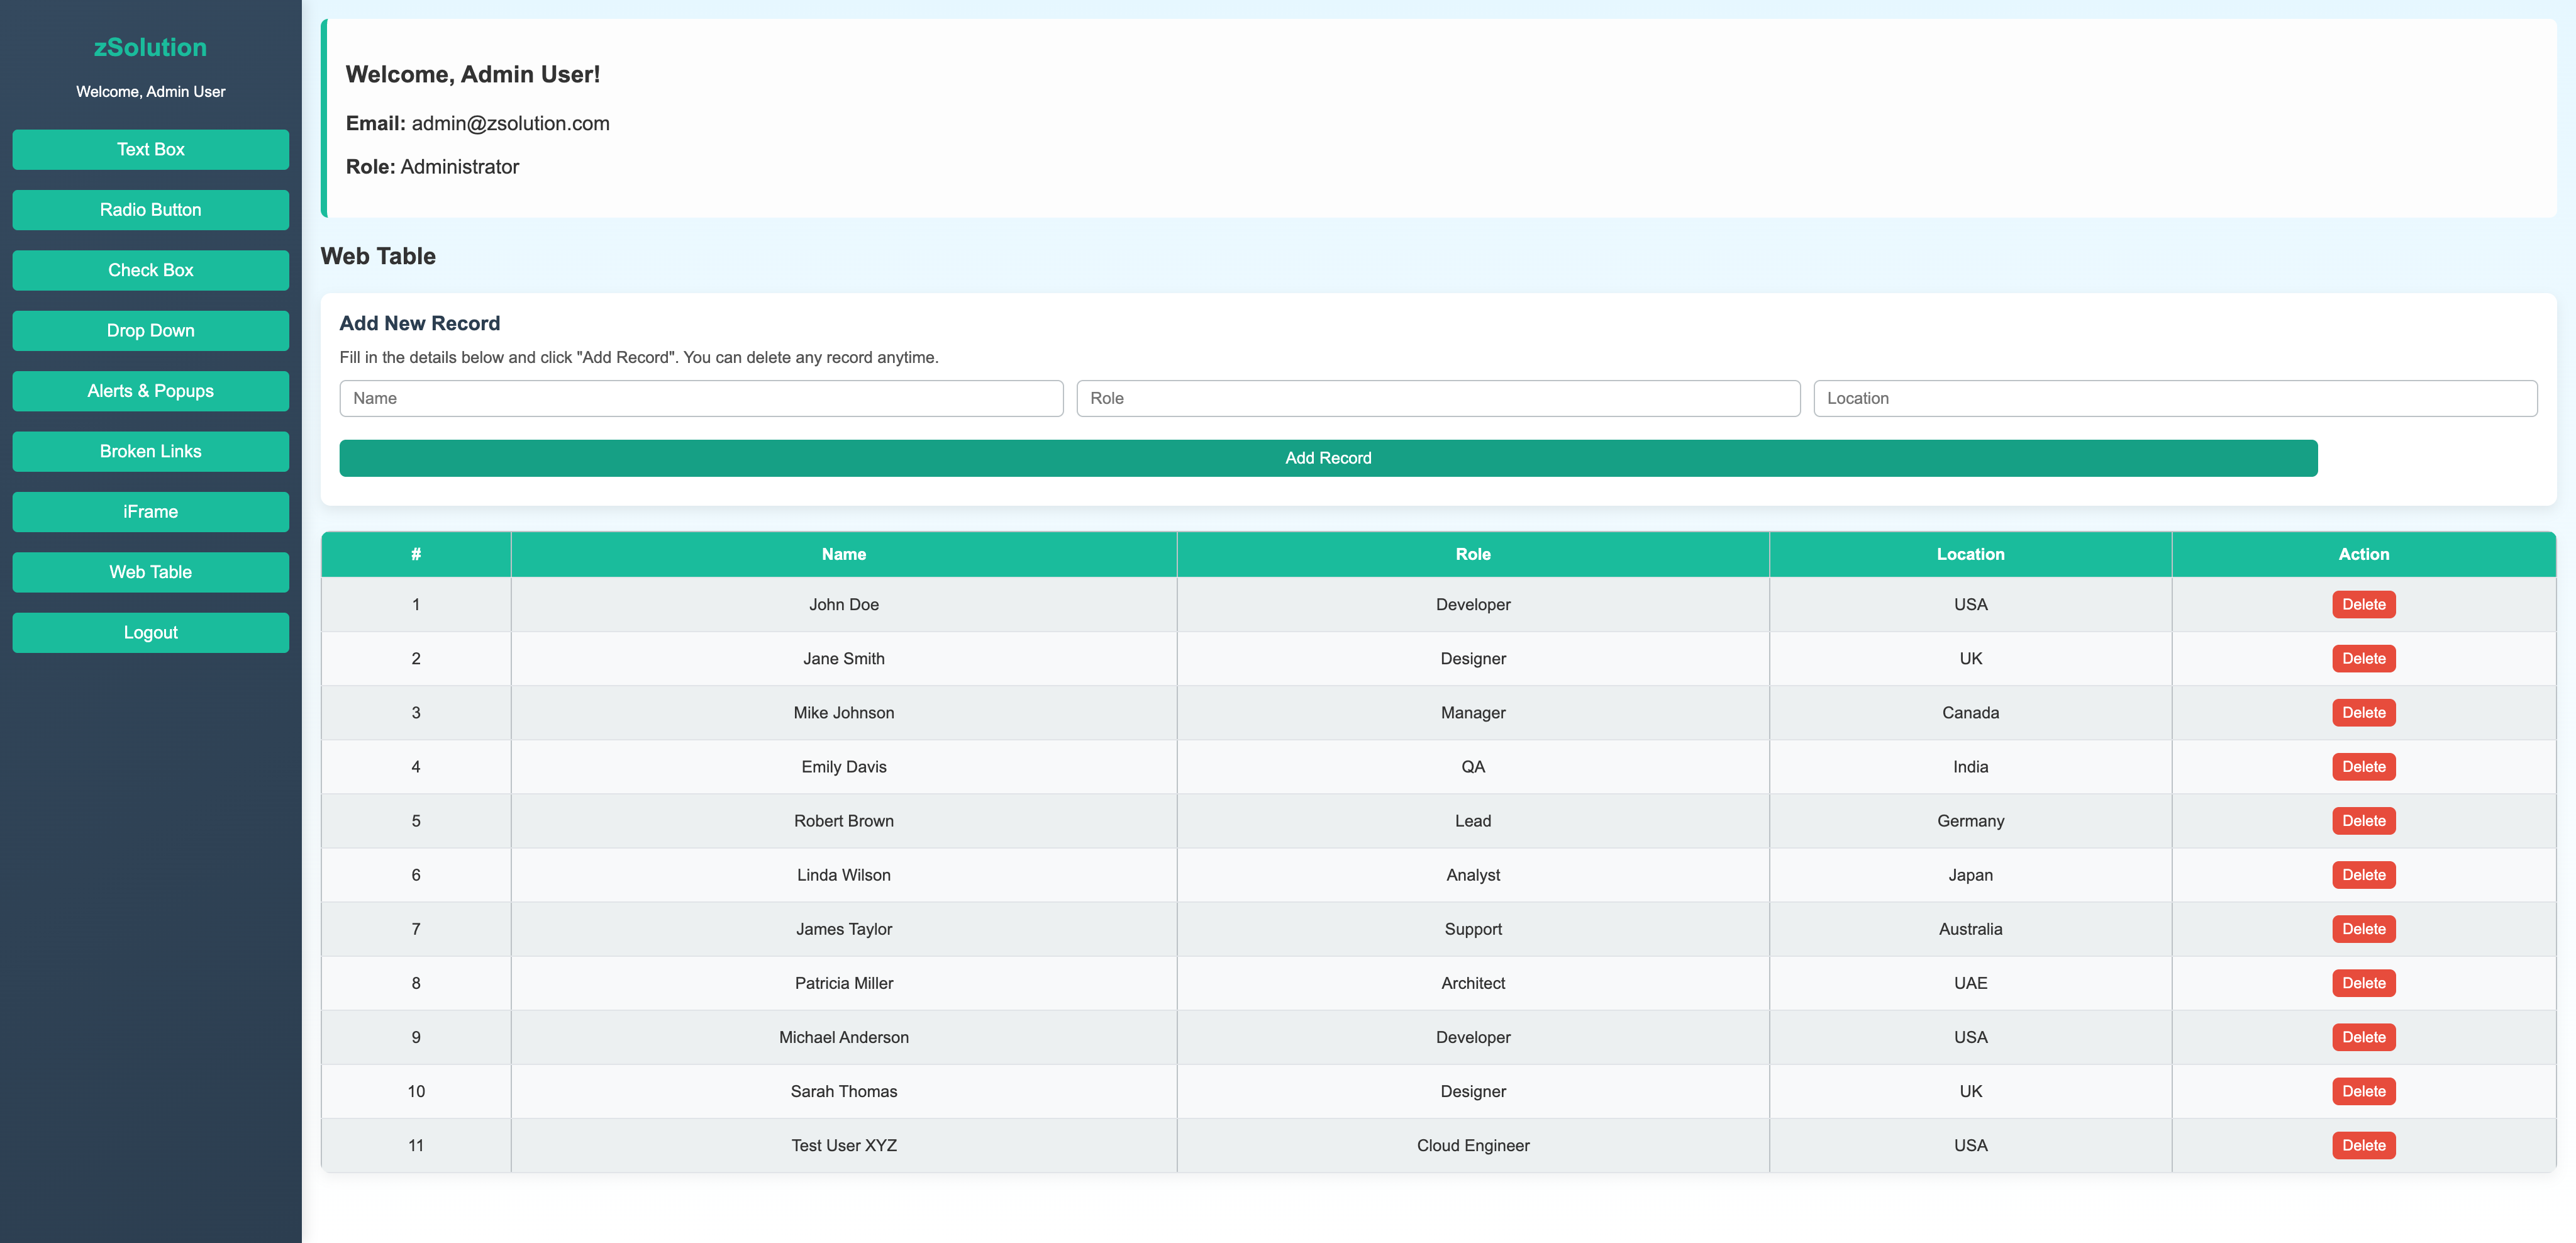 zSolution
Welcome, Admin User
Text Box
Radio Button
Check Box
Drop Down
Alerts & Popups
Broken Links
iFrame
Web Table
Logout
Welcome, Admin User!
Email: admin@zsolution.com
Role: Administrator
Web Table
Add New Record
Fill in the details below and click "Add Record". You can delete any record anytime.
Name Role Location
Add Record
# Name Role Location Action
1 John Doe Developer USA Delete
2 Jane Smith Designer UK Delete
3 Mike Johnson Manager Canada Delete
4 Emily Davis QA India Delete
5 Robert Brown Lead Germany Delete
6 Linda Wilson Analyst Japan Delete
7 James Taylor Support Australia Delete
8 Patricia Miller Architect UAE Delete
9 Michael Anderson Developer USA Delete
10 Sarah Thomas Designer UK Delete
11 Test User XYZ Cloud Engineer USA Delete